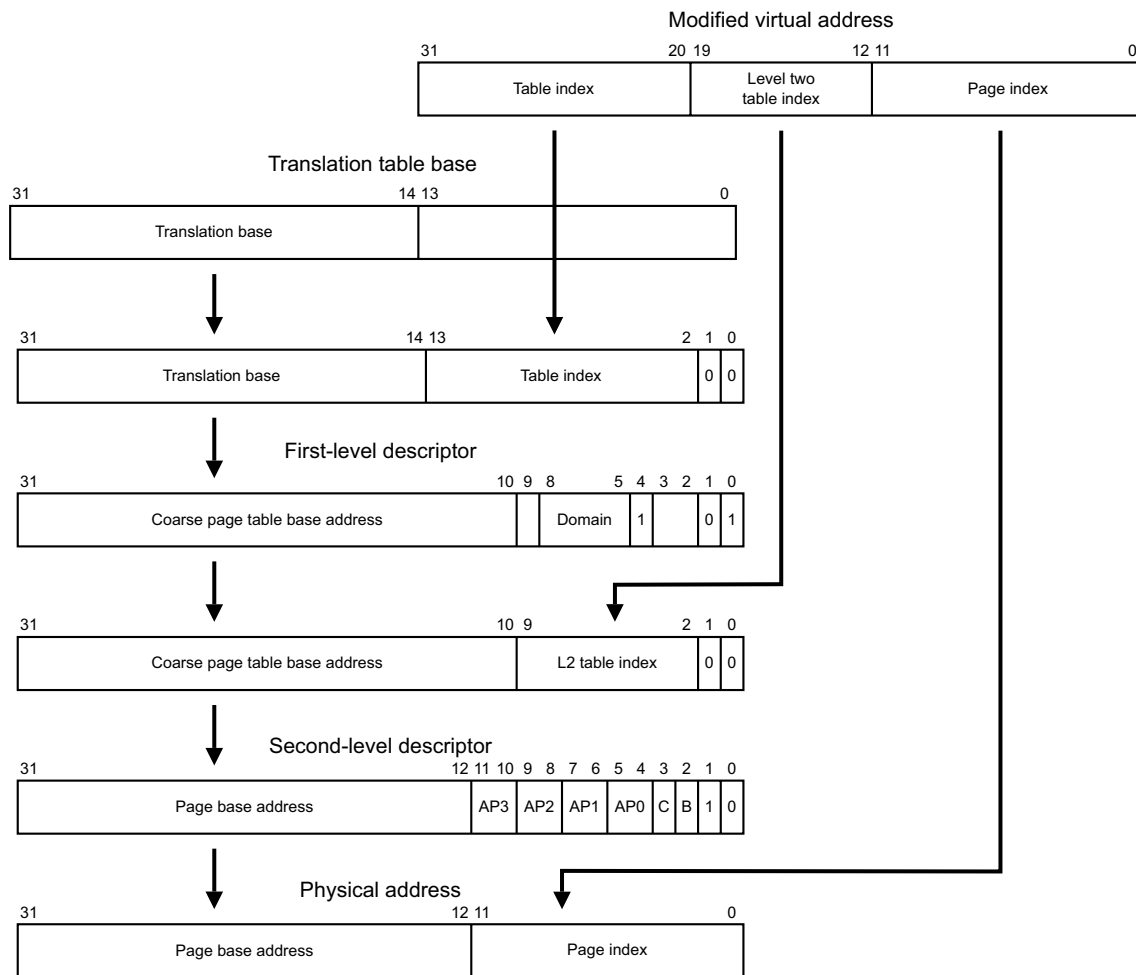 Modified virtual address
31 20 19 12 11 0
Table index Level two table index Page index
Translation table base
31 14 13 0
Translation base
31 14 13 2 1 0
Translation base Table index 0 0
First-level descriptor
31 10 9 8 5 4 3 2 1 0
Coarse page table base address Domain 1 0 1
31 10 9 2 1 0
Coarse page table base address L2 table index 0 0
Second-level descriptor
31 12 11 10 9 8 7 6 5 4 3 2 1 0
Page base address AP3 AP2 AP1 AP0 C B 1 0
Physical address
31 12 11 0
Page base address Page index